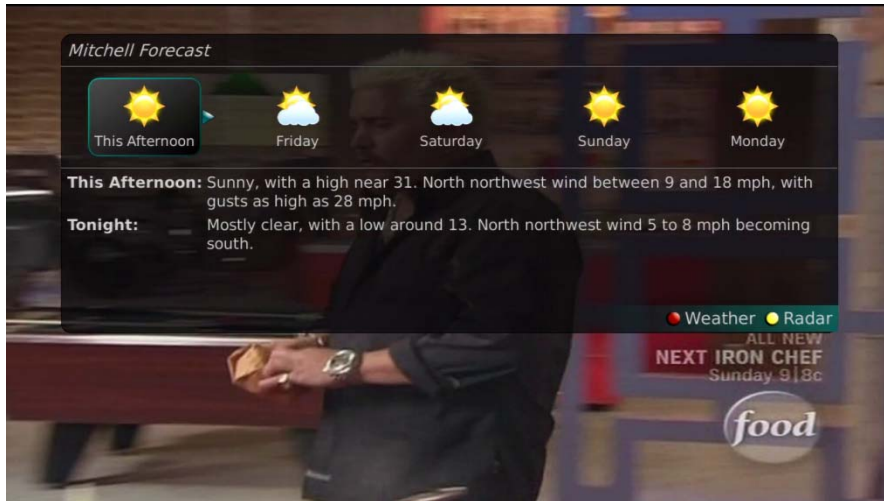 Mitchell Forecast
This Afternoon
Friday
Saturday
Sunday
Monday
This Afternoon: Sunny, with a high near 31. North northwest wind between 9 and 18 mph, with
gusts as high as 28 mph.
Tonight: Mostly clear, with a low around 13. North northwest wind 5 to 8 mph becoming
south.
Weather Radar
ALL NEW
NEXT IRON CHEF
Sunday 9|8c
food